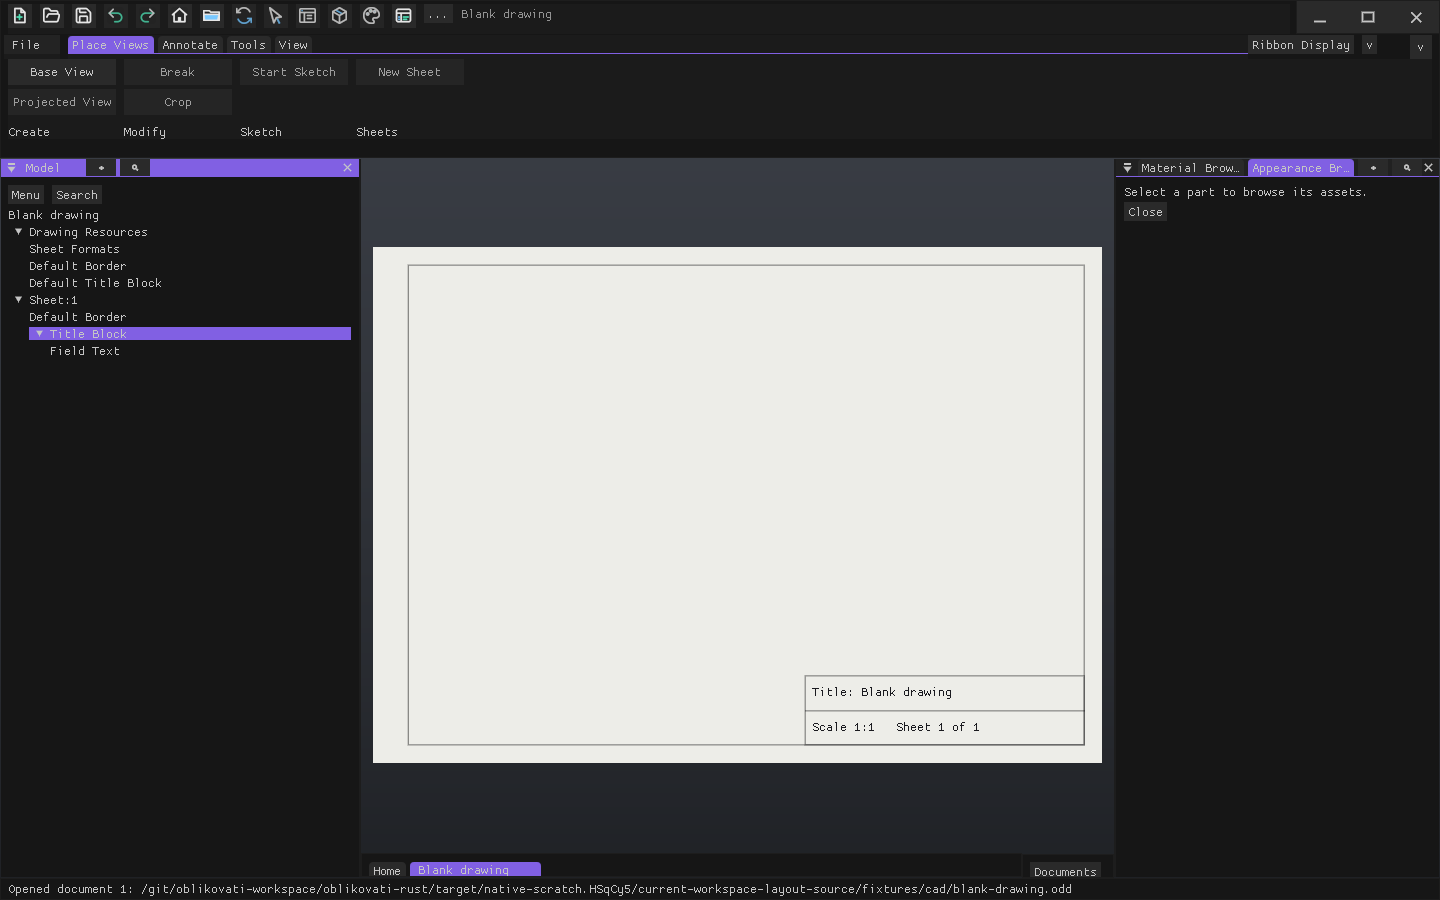 ... Blank drawing
File Place Views Annotate Tools View Ribbon Display v v
Base View Break Start Sketch New Sheet
Projected View Crop
Create Modify Sketch Sheets
Model
Material Brow… Appearance Br…
Menu Search
Select a part to browse its assets.
Close
Blank drawing
Drawing Resources
Sheet Formats
Default Border
Default Title Block
Sheet:1
Default Border
Title Block
Field Text
Title: Blank drawing
Scale 1:1 Sheet 1 of 1
Home Blank drawing Documents
Opened document 1: /git/oblikovati-workspace/oblikovati-rust/target/native-scratch.HSqCy5/current-workspace-layout-source/fixtures/cad/blank-drawing.odd